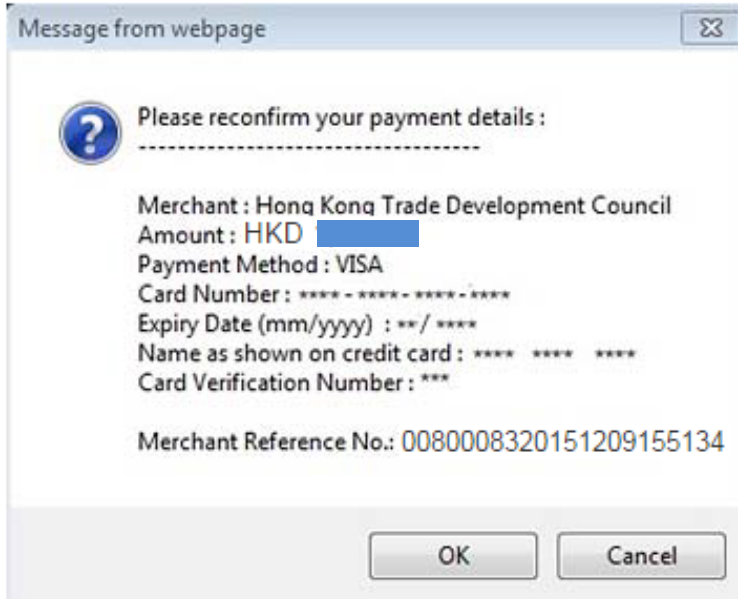 Message from webpage
Please reconfirm your payment details :
-----------------------------------
Merchant : Hong Kong Trade Development Council
Amount : HKD
Payment Method : VISA
Card Number : **** - **** - **** - ****
Expiry Date (mm/yyyy) : ** / ****
Name as shown on credit card : **** **** ****
Card Verification Number : ***
Merchant Reference No.: 0080008320151209155134
OK Cancel